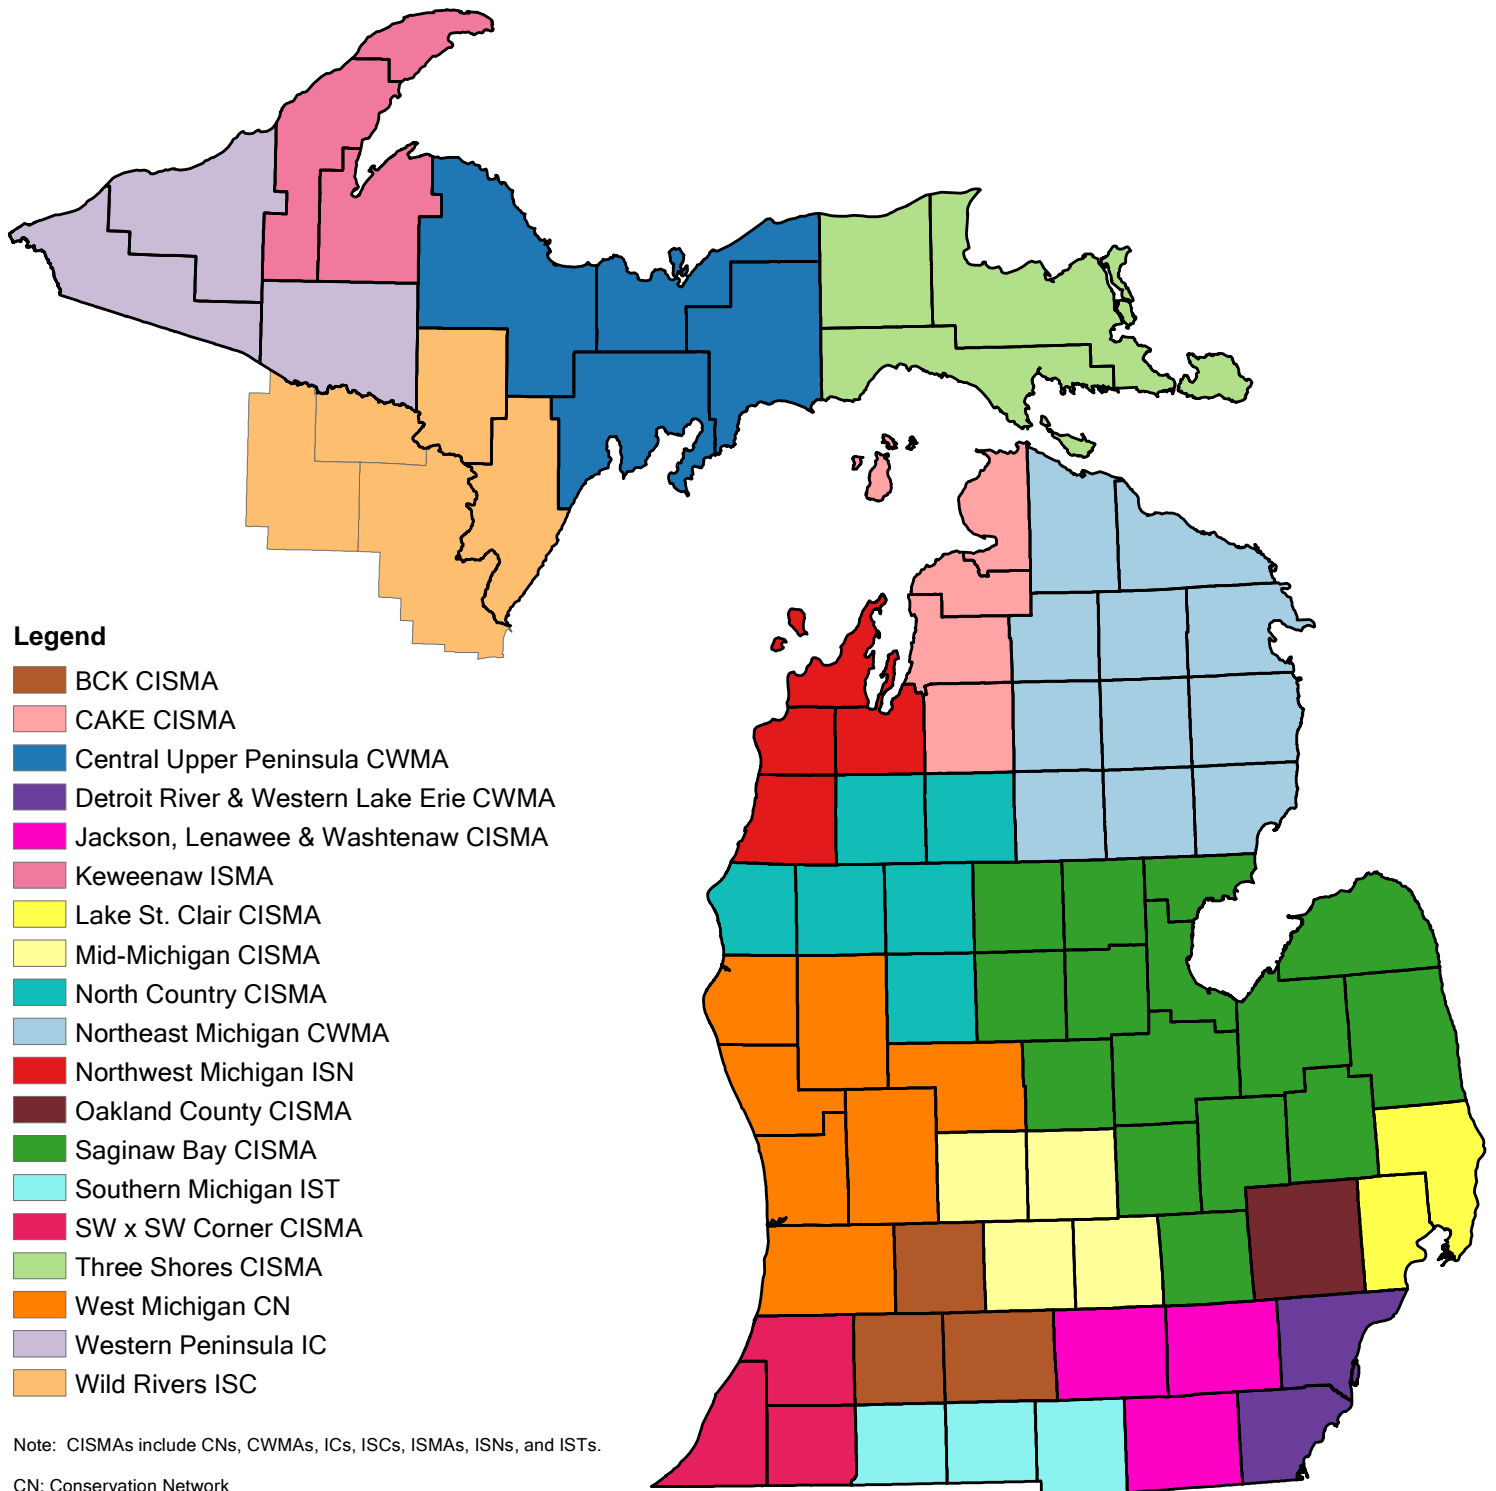 Legend
BCK CISMA
CAKE CISMA
Central Upper Peninsula CWMA
Detroit River & Western Lake Erie CWMA
Jackson, Lenawee & Washtenaw CISMA
Keweenaw ISMA
Lake St. Clair CISMA
Mid-Michigan CISMA
North Country CISMA
Northeast Michigan CWMA
Northwest Michigan ISN
Oakland County CISMA
Saginaw Bay CISMA
Southern Michigan IST
SW x SW Corner CISMA
Three Shores CISMA
West Michigan CN
Western Peninsula IC
Wild Rivers ISC
Note: CISMAs include CNs, CWMAs, ICs, ISCs, ISMAs, ISNs, and ISTs.
CN: Conservation Network